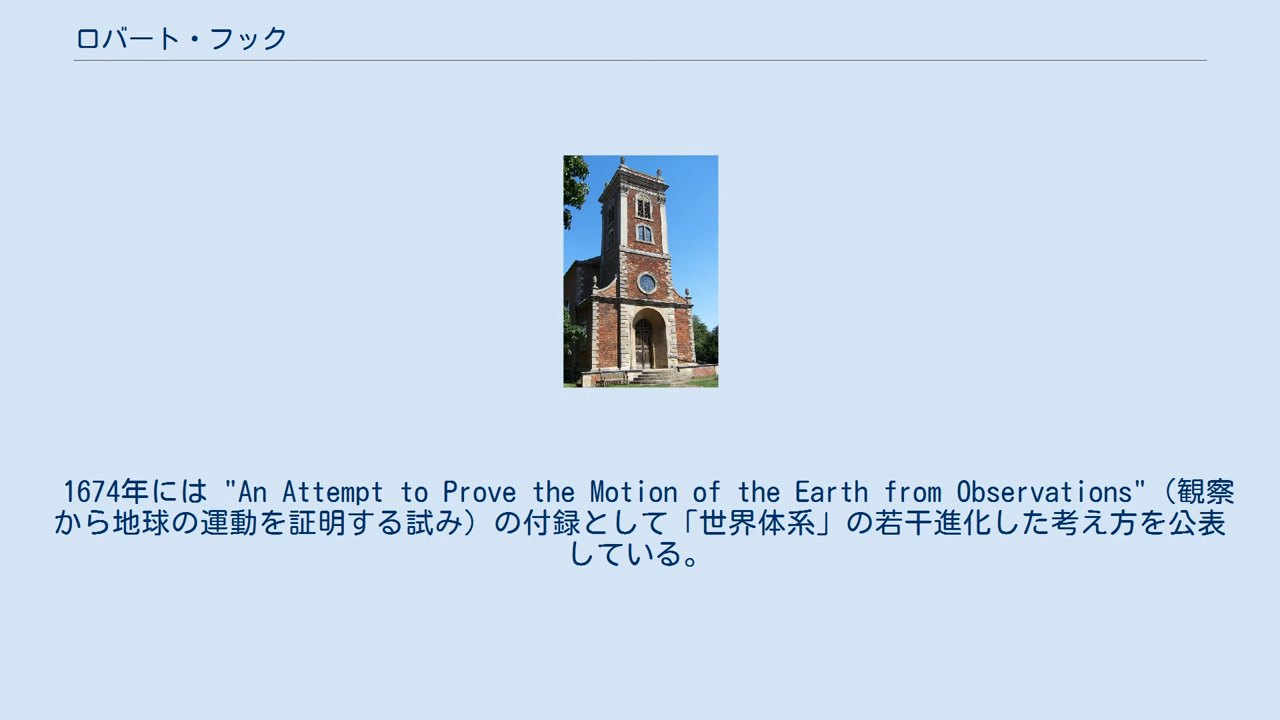 ロバート・フック
1674年には "An Attempt to Prove the Motion of the Earth from Observations"（観察
から地球の運動を証明する試み）の付録として「世界体系」の若干進化した考え方を公表
している。